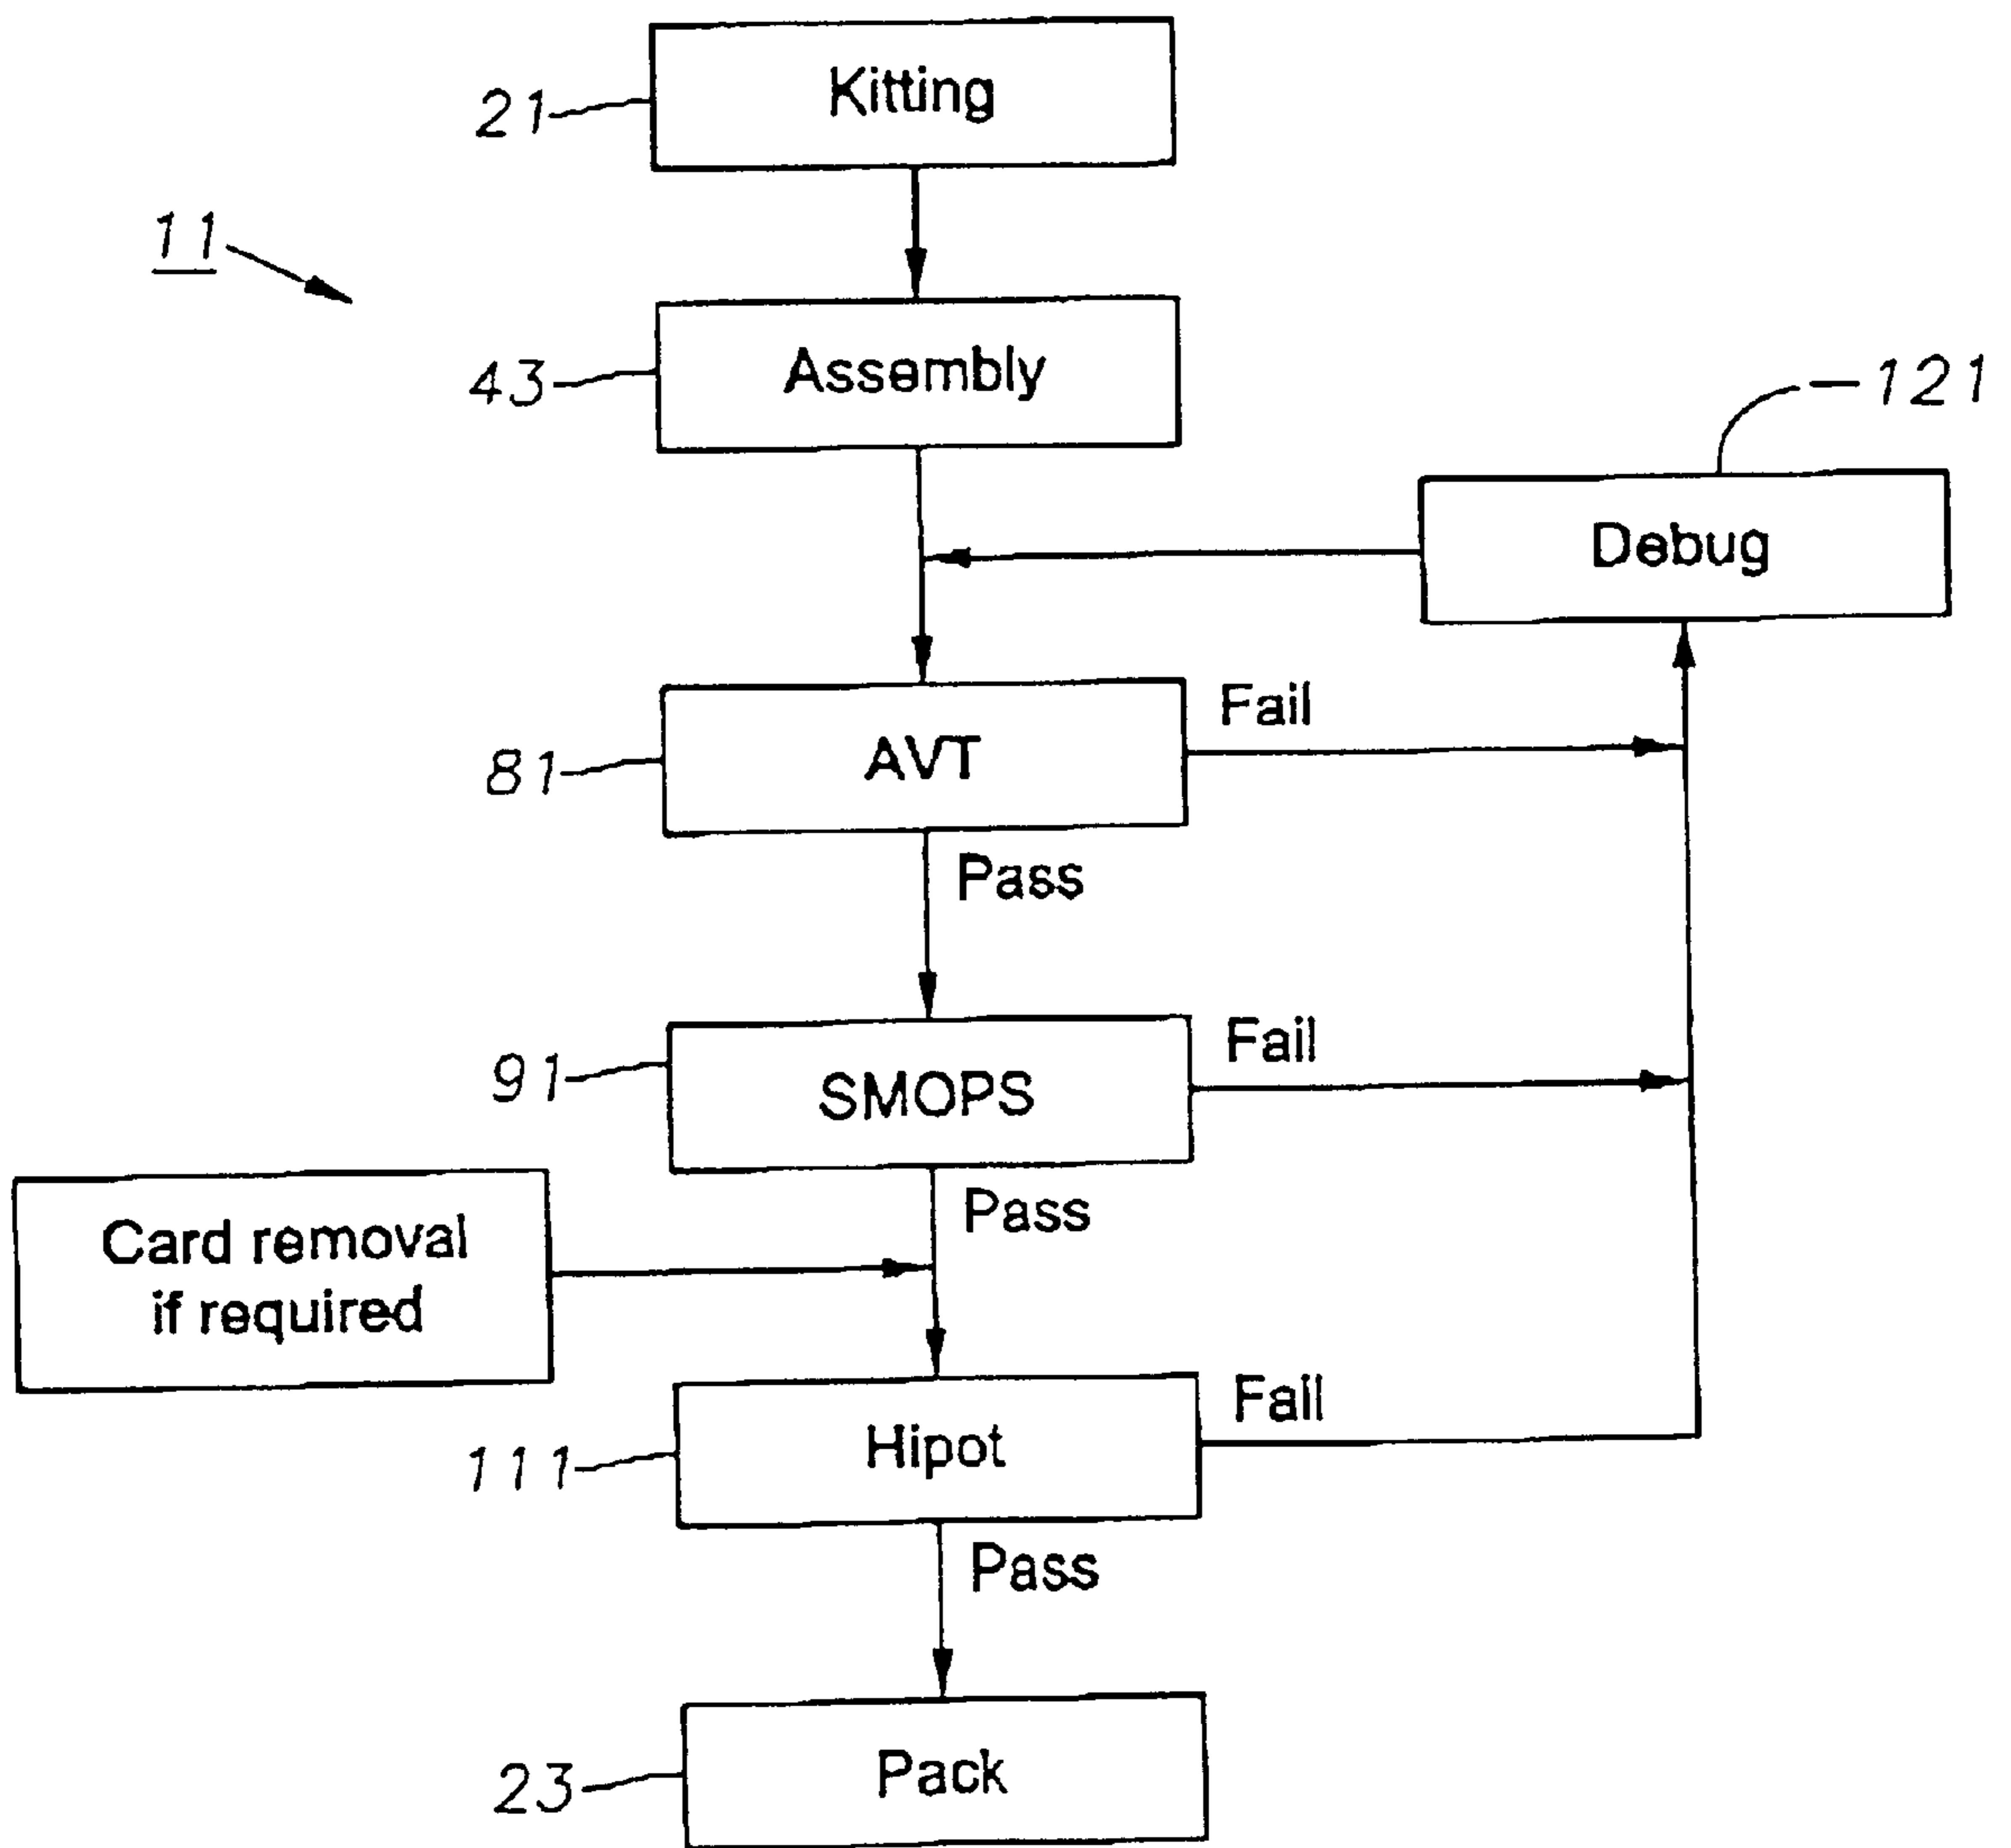 Kitting
21
11
Assembly
43
121
Debug
AVT
Fail
81
Pass
SMOPS
Fail
91
Pass
Card removal
if required
Hipot
Fail
111
Pass
Pack
23